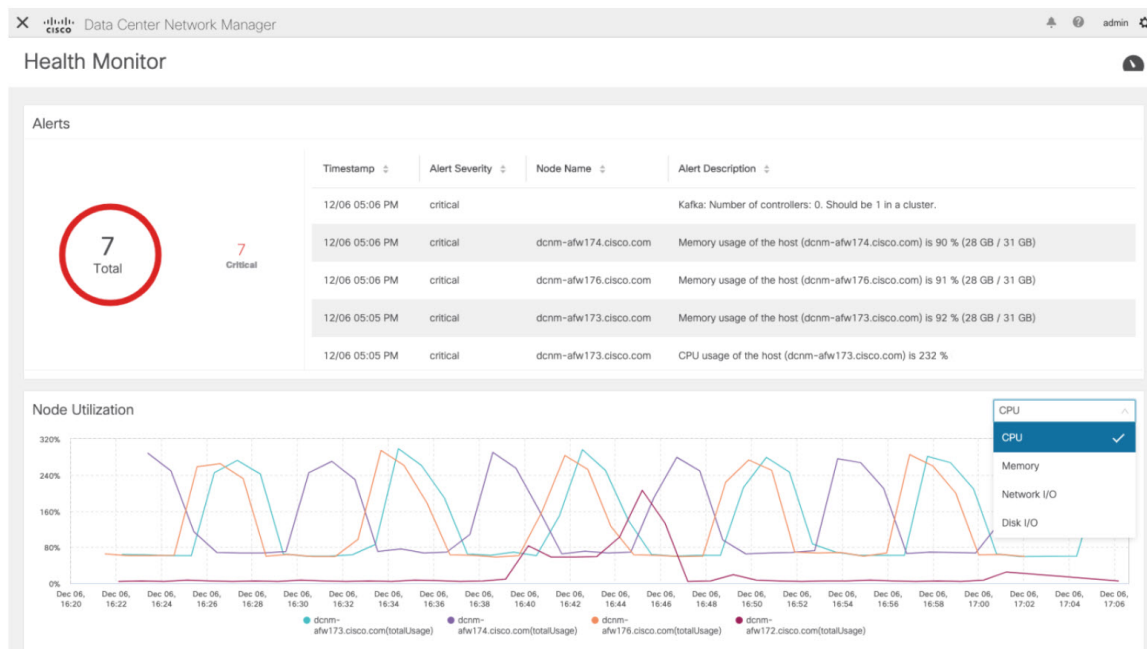 CISCO Data Center Network Manager admin
Health Monitor
Alerts
Timestamp Alert Severity Node Name Alert Description
12/06 05:06 PM critical Kafka: Number of controllers: 0. Should be 1 in a cluster.
12/06 05:06 PM critical dcnm-afw174.cisco.com Memory usage of the host (dcnm-afw174.cisco.com) is 90 % (28 GB / 31 GB)
7
Total
7
Critical
12/06 05:06 PM critical dcnm-afw176.cisco.com Memory usage of the host (dcnm-afw176.cisco.com) is 91 % (28 GB / 31 GB)
12/06 05:05 PM critical dcnm-afw173.cisco.com Memory usage of the host (dcnm-afw173.cisco.com) is 92 % (28 GB / 31 GB)
12/06 05:05 PM critical dcnm-afw173.cisco.com CPU usage of the host (dcnm-afw173.cisco.com) is 232 %
Node Utilization
CPU
CPU
Memory
Network I/O
Disk I/O
320%
240%
160%
80%
0%
Dec 06, Dec 06, Dec 06, Dec 06, Dec 06, Dec 06, Dec 06, Dec 06, Dec 06, Dec 06, Dec 06, Dec 06, Dec 06, Dec 06, Dec 06, Dec 06, Dec 06, Dec 06, Dec 06, Dec 06, Dec 06, Dec 06, Dec 06, Dec 06,
16:20 16:22 16:24 16:26 16:28 16:30 16:32 16:34 16:36 16:38 16:40 16:42 16:44 16:46 16:48 16:50 16:52 16:54 16:56 16:58 17:00 17:02 17:04 17:06
dcnm- dcnm- dcnm- dcnm-
afw173.cisco.com(totalUsage) afw174.cisco.com(totalUsage) afw176.cisco.com(totalUsage) afw172.cisco.com(totalUsage)